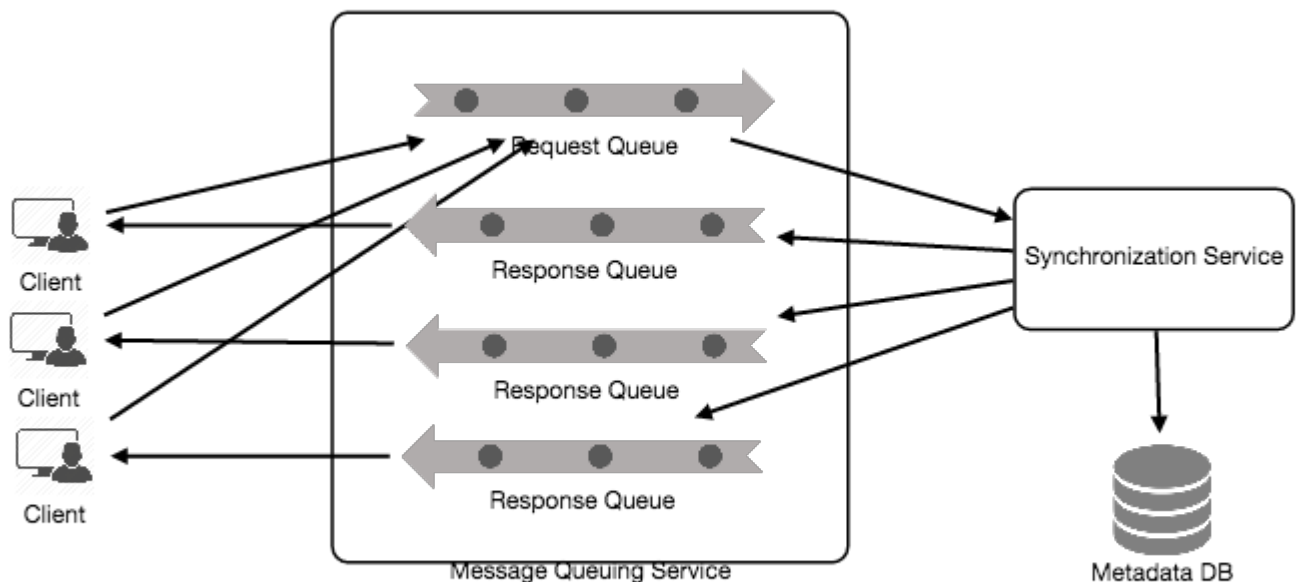 Request Queue
Response Queue
Synchronization Service
Client
Response Queue
Client
Response Queue
Client
Message Queuing Service
Metadata DB